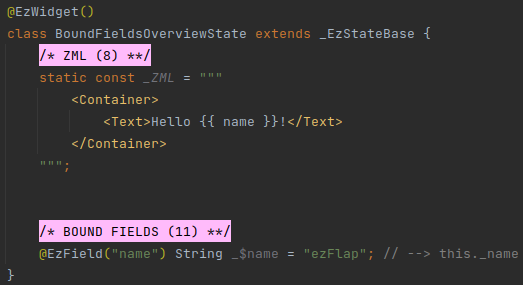 @EzWidget()
class BoundFieldsOverviewState extends _EzStateBase {
/* ZML (8) **/
static const _ZML = """
<Container>
<Text>Hello {{ name }}!</Text>
</Container>
""";
/* BOUND FIELDS (11) **/
@EzField("name") String _$name = "ezFlap"; // --> this._name
}